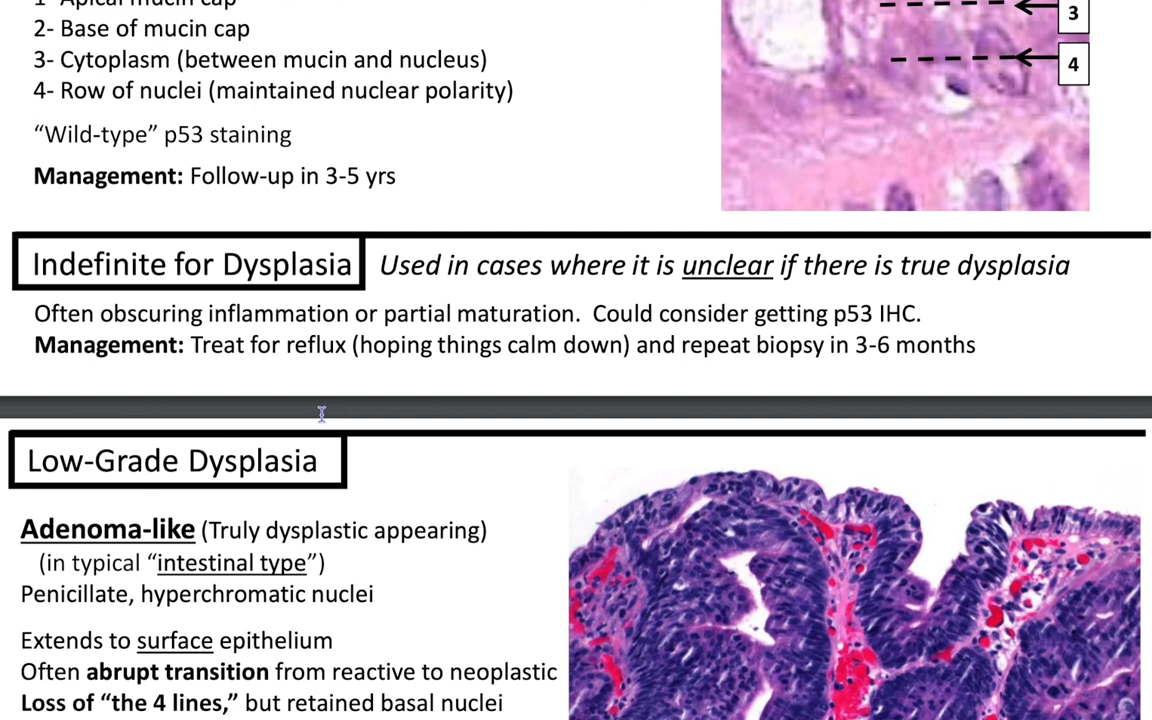 1- Apical mucin cap
2- Base of mucin cap
3- Cytoplasm (between mucin and nucleus)
4- Row of nuclei (maintained nuclear polarity)
“Wild-type” p53 staining
Management: Follow-up in 3-5 yrs
3
4
Indefinite for Dysplasia
Used in cases where it is unclear if there is true dysplasia
Often obscuring inflammation or partial maturation.  Could consider getting p53 IHC.
Management: Treat for reflux (hoping things calm down) and repeat biopsy in 3-6 months
Low-Grade Dysplasia
Adenoma-like (Truly dysplastic appearing)
(in typical “intestinal type”)
Penicillate, hyperchromatic nuclei
Extends to surface epithelium
Often abrupt transition from reactive to neoplastic
Loss of “the 4 lines,” but retained basal nuclei